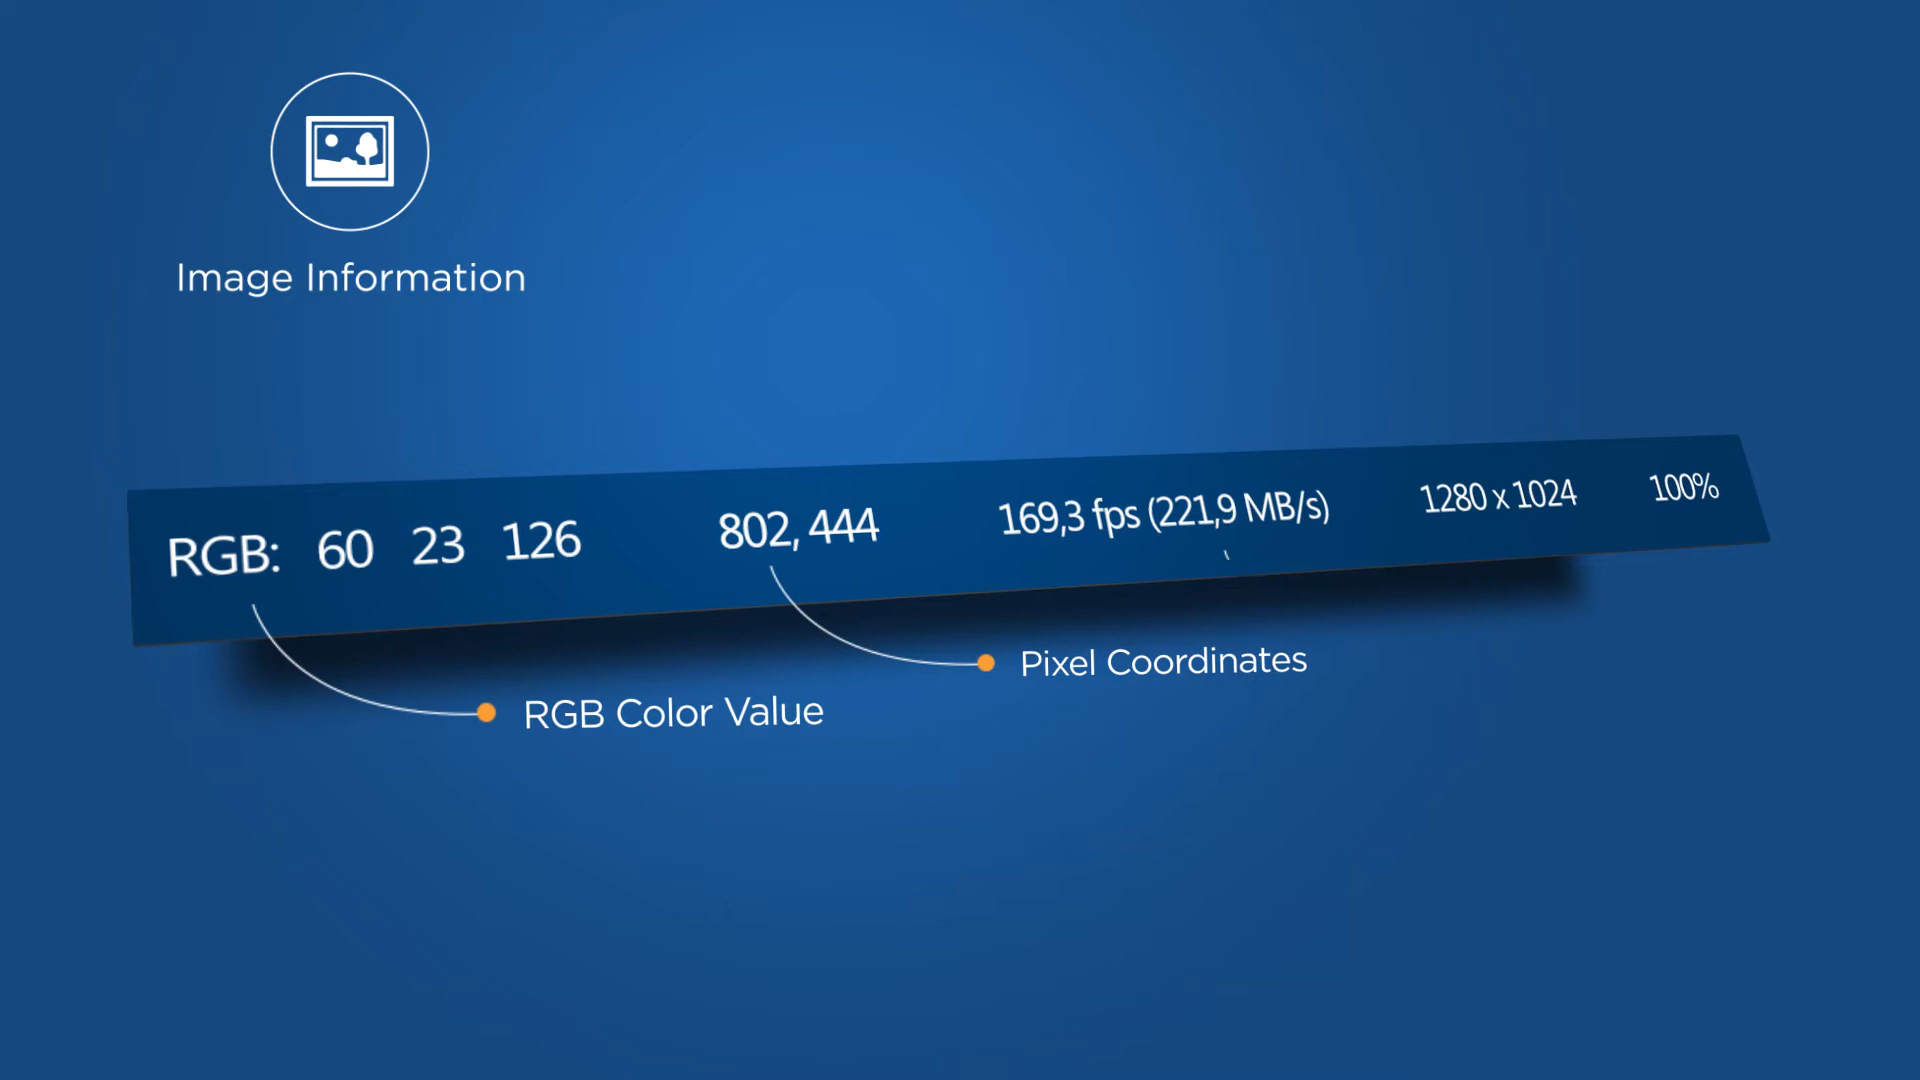 Image Information
RGB: 60 23 126 802, 444 169,3 fps (221,9 MB/s) 1280 x 1024 100%
Pixel Coordinates
RGB Color Value